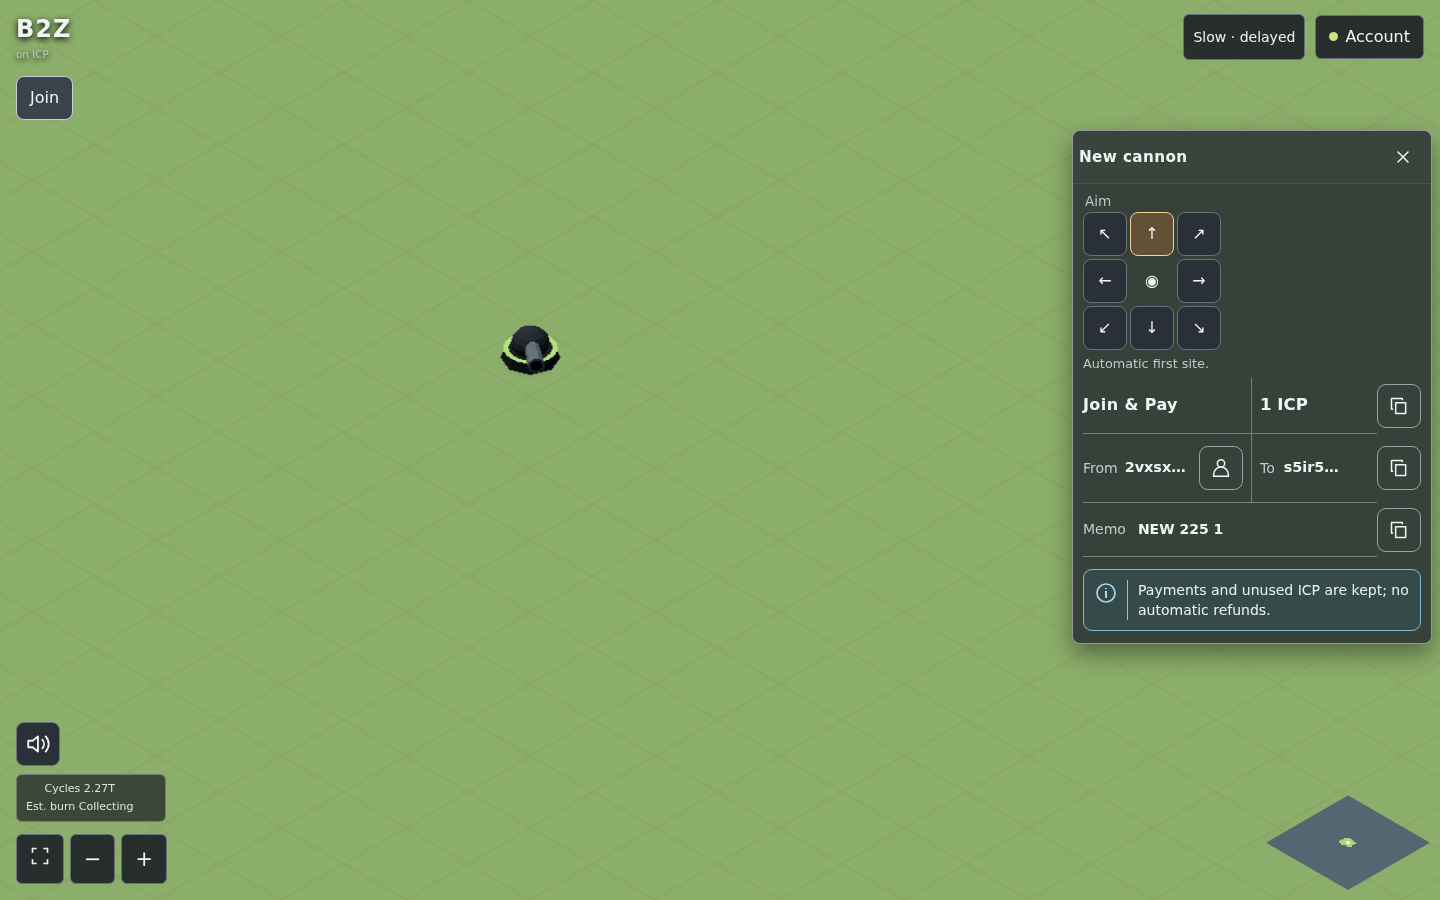 B2Z
on ICP
Join
Slow · delayed
Account
New cannon
Aim
↖ ↑ ↗
← ◉ →
↙ ↓ ↘
Automatic first site.
Join & Pay 1 ICP
From 2vxsx… To s5ir5…
Memo NEW 225 1
Payments and unused ICP are kept; no
automatic refunds.
Cycles 2.27T
Est. burn Collecting
− +